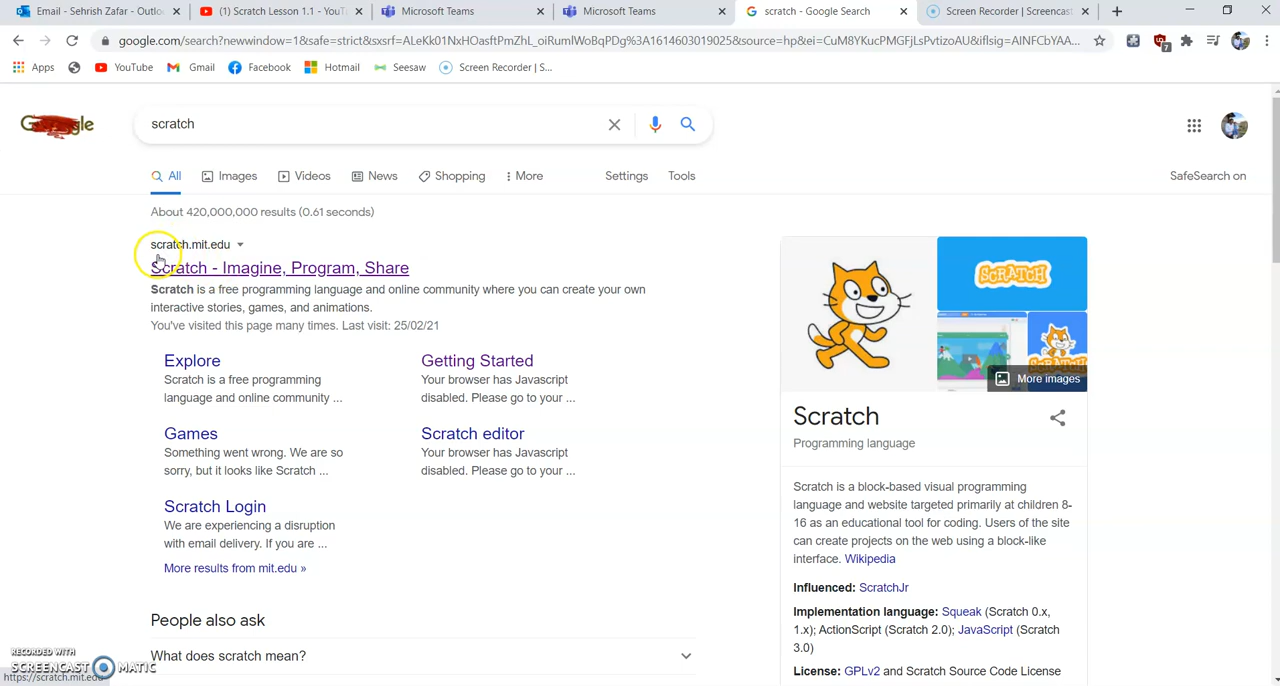 Email - Sehrish Zafar - Outlo
(1) Scratch Lesson 1.1 - YouT
Microsoft Teams
Microsoft Teams
scratch - Google Search
Screen Recorder | Screencast
google.com/search?newwindow=1&safe=strict&sxsrf=ALeKk01NxHOasftPmZhL_oiRumIWoBqPDg%3A1614603019025&source=hp&ei=CuM8YKucPMGFjLsPvtizoAU&iflsig=AINFCbYAA...
7
Apps
YouTube
Gmail
Facebook
Hotmail
Seesaw
Screen Recorder | S...
scratch
All
Images
Videos
News
Shopping
More
Settings
Tools
SafeSearch on
About 420,000,000 results (0.61 seconds)
scratch.mit.edu
Scratch - Imagine, Program, Share
Scratch is a free programming language and online community where you can create your own
interactive stories, games, and animations.
You've visited this page many times. Last visit: 25/02/21
Explore
Scratch is a free programming
language and online community ...
Getting Started
Your browser has Javascript
disabled. Please go to your ...
Games
Something went wrong. We are so
sorry, but it looks like Scratch ...
Scratch editor
Your browser has Javascript
disabled. Please go to your ...
Scratch Login
We are experiencing a disruption
with email delivery. If you are ...
More results from mit.edu »
People also ask
What does scratch mean?
SCRATCH
SCRATCH
More images
Scratch
Programming language
Scratch is a block-based visual programming
language and website targeted primarily at children 8-
16 as an educational tool for coding. Users of the site
can create projects on the web using a block-like
interface. Wikipedia
Influenced: ScratchJr
Implementation language: Squeak (Scratch 0.x,
1.x); ActionScript (Scratch 2.0); JavaScript (Scratch
3.0)
License: GPLv2 and Scratch Source Code License
RECORDED WITH
SCREENCAST MATIC
https://scratch.mit.edu